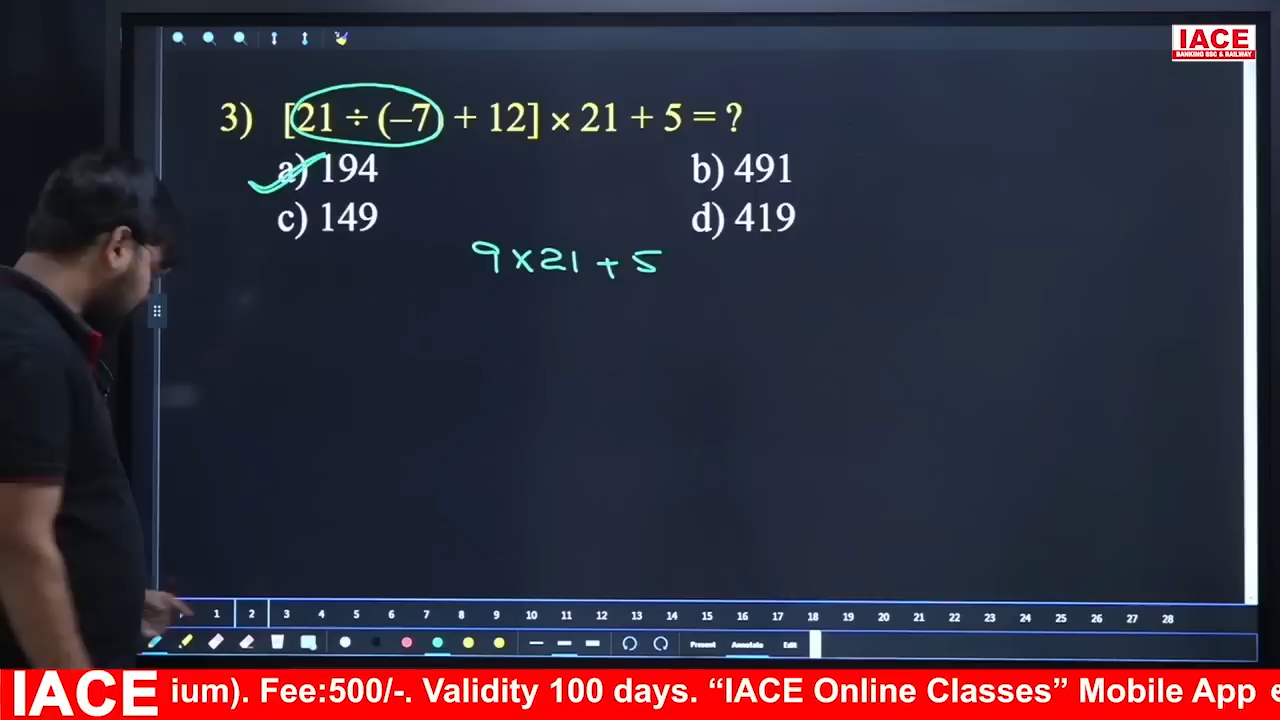 IACE
BANKING SSC & RAILWAY
3) [21 ÷ (–7) + 12] × 21 + 5 = ?
a) 194 b) 491
c) 149 d) 419
9 × 21 + 5
1 2 3 4 5 6 7 8 9 10 11 12 13 14 15 16 17 18 19 20 21 22 23 24 25 26 27 28
Present Annotate Edit
IACE ium). Fee:500/-. Validity 100 days. “IACE Online Classes” Mobile App e